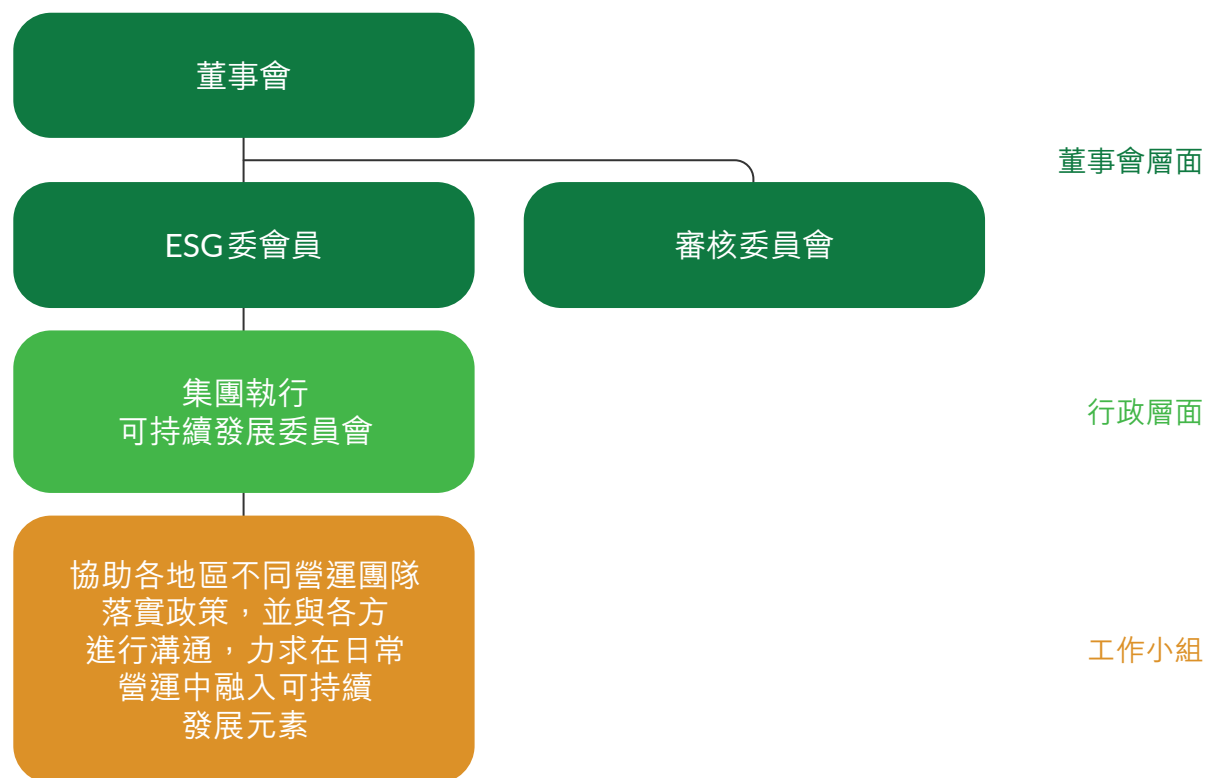 董事會
董事會層面
ESG委會員
審核委員會
集團執行
可持續發展委員會
行政層面
協助各地區不同營運團隊
落實政策，並與各方
進行溝通，力求在日常
營運中融入可持續
發展元素
工作小組